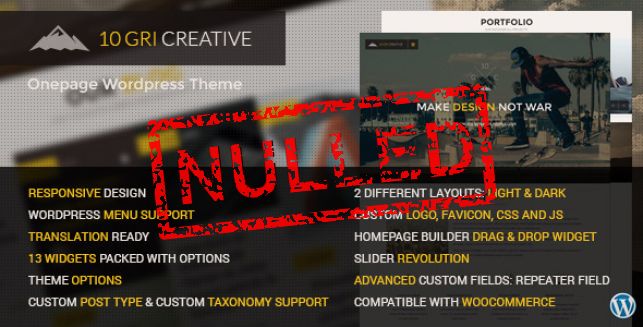 10 GRI CREATIVE
Onepage Wordpress Theme
PORTFOLIO
MAKE DESIGN NOT WAR
NULLED
RESPONSIVE DESIGN
WORDPRESS MENU SUPPORT
TRANSLATION READY
13 WIDGETS PACKED WITH OPTIONS
THEME OPTIONS
CUSTOM POST TYPE & CUSTOM TAXONOMY SUPPORT
2 DIFFERENT LAYOUTS: LIGHT & DARK
CUSTOM LOGO, FAVICON, CSS AND JS
HOMEPAGE BUILDER DRAG & DROP WIDGET
SLIDER REVOLUTION
ADVANCED CUSTOM FIELDS: REPEATER FIELD
COMPATIBLE WITH WOOCOMMERCE